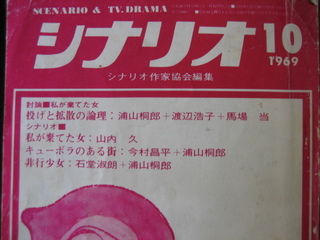 SCENARIO & TV. DRAMA
シナリオ 10
1969
シナリオ作家協会編集
討論■私が棄てた女
投げと拡散の論理：浦山桐郎＋渡辺浩子＋馬場 当
シナリオ■
私が棄てた女：山内 久
キューポラのある街：今村昌平＋浦山桐郎
非行少女：石堂淑朗＋浦山桐郎